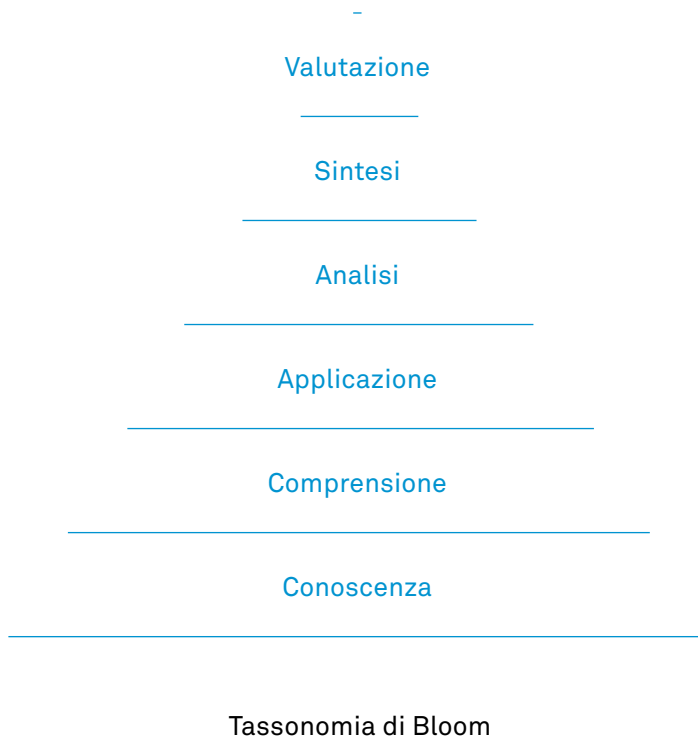 Valutazione
Sintesi
Analisi
Applicazione
Comprensione
Conoscenza
Tassonomia di Bloom